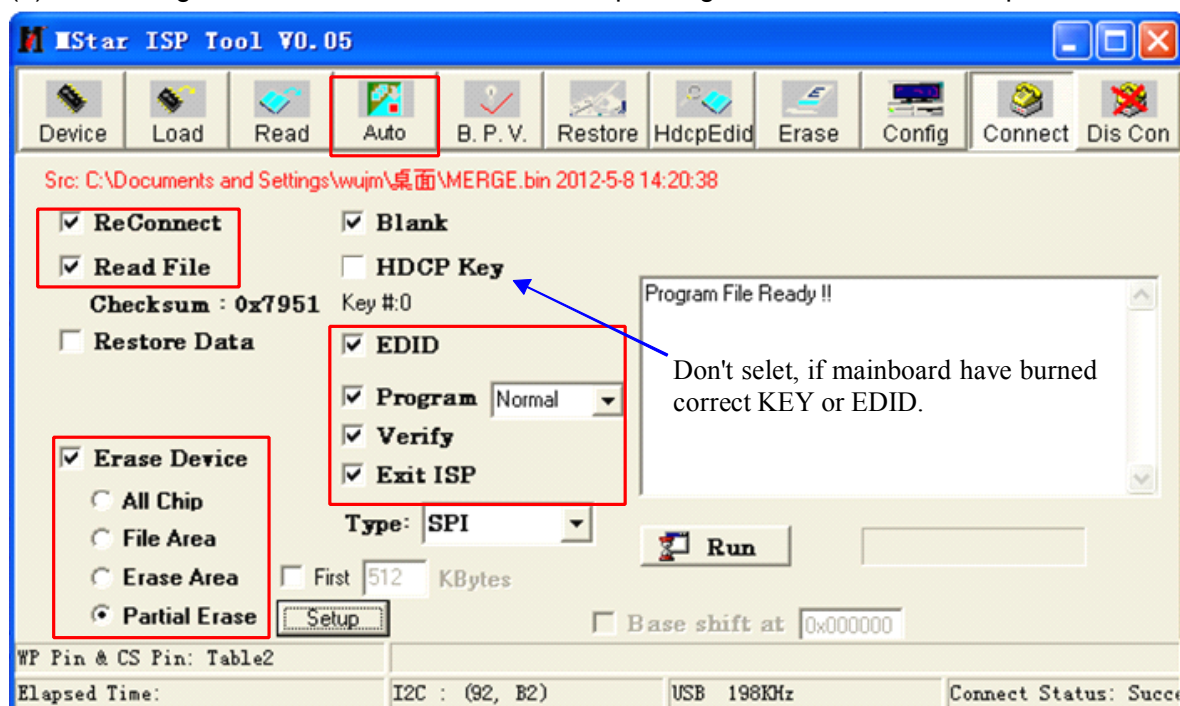 MStar ISP Tool V0.05
Device Load Read Auto B. P. V. Restore HdcpEdid Erase Config Connect Dis Con
Src: C:\Documents and Settings\wujm\桌面\MERGE.bin 2012-5-8 14:20:38
ReConnect
Blank
Read File
HDCP Key
Checksum : 0x7951
Key #:0
Program File Ready !!
Restore Data
EDID
Don't selet, if mainboard have burned
correct KEY or EDID.
Program Normal
Verify
Erase Device
Exit ISP
All Chip
Type: SPI
File Area
Run
Erase Area
First 512 KBytes
Partial Erase
Setup
Base shift at 0x000000
WP Pin & CS Pin: Table2
Elapsed Time:
I2C : (92, B2)
USB 198KHz
Connect Status: Succe